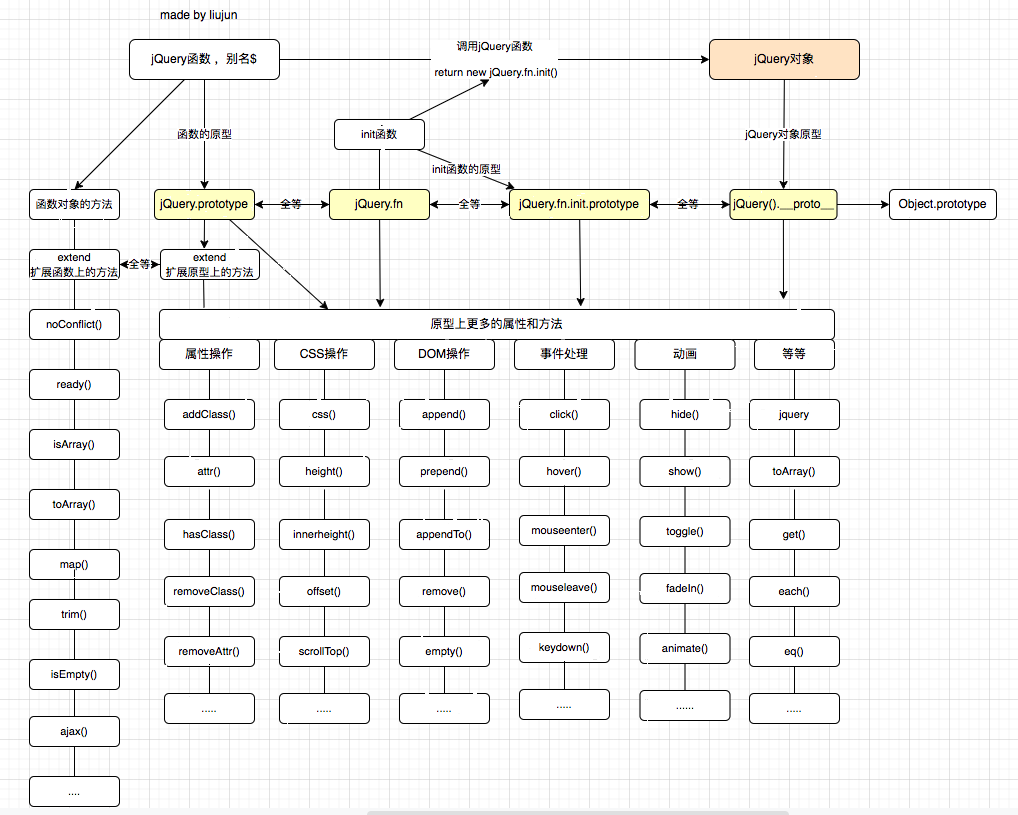 made by liujun
jQuery函数 ，别名$
调用jQuery函数
return new jQuery.fn.init()
jQuery对象
函数的原型
init函数
jQuery对象原型
init函数的原型
函数对象的方法
jQuery.prototype
全等
jQuery.fn
全等
jQuery.fn.init.prototype
全等
jQuery().__proto__
Object.prototype
extend
扩展函数上的方法
全等
extend
扩展原型上的方法
noConflict()
ready()
isArray()
toArray()
map()
trim()
isEmpty()
ajax()
....
原型上更多的属性和方法
属性操作
addClass()
attr()
hasClass()
removeClass()
removeAttr()
.....
CSS操作
css()
height()
innerheight()
offset()
scrollTop()
.....
DOM操作
append()
prepend()
appendTo()
remove()
empty()
.....
事件处理
click()
hover()
mouseenter()
mouseleave()
keydown()
.....
动画
hide()
show()
toggle()
fadeIn()
animate()
......
等等
jquery
toArray()
get()
each()
eq()
.....